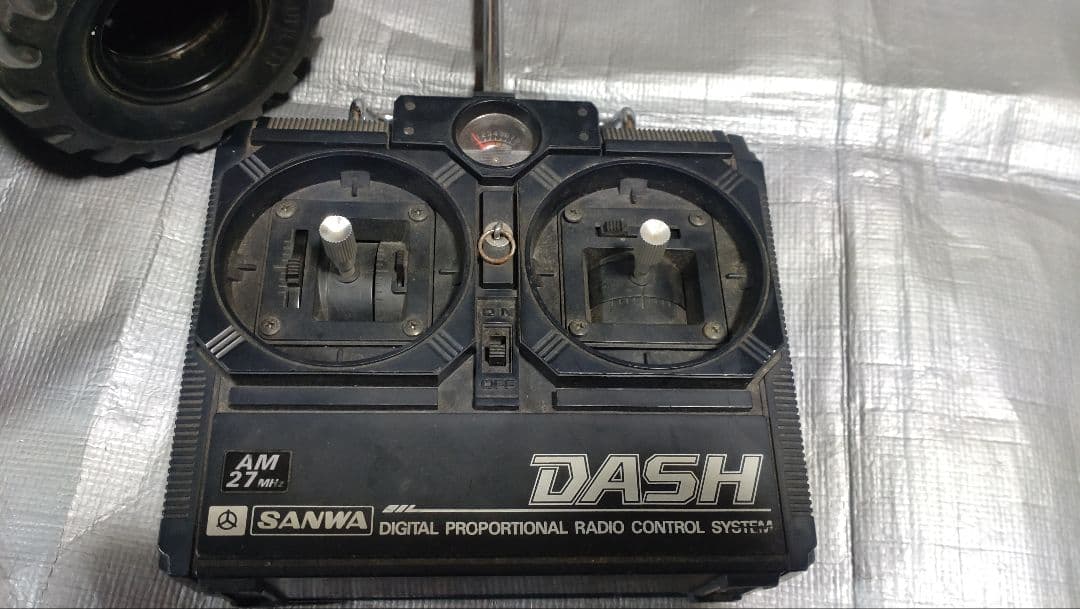 ON
OFF
AM
27MHz
DASH
SANWA
DIGITAL PROPORTIONAL RADIO CONTROL SYSTEM